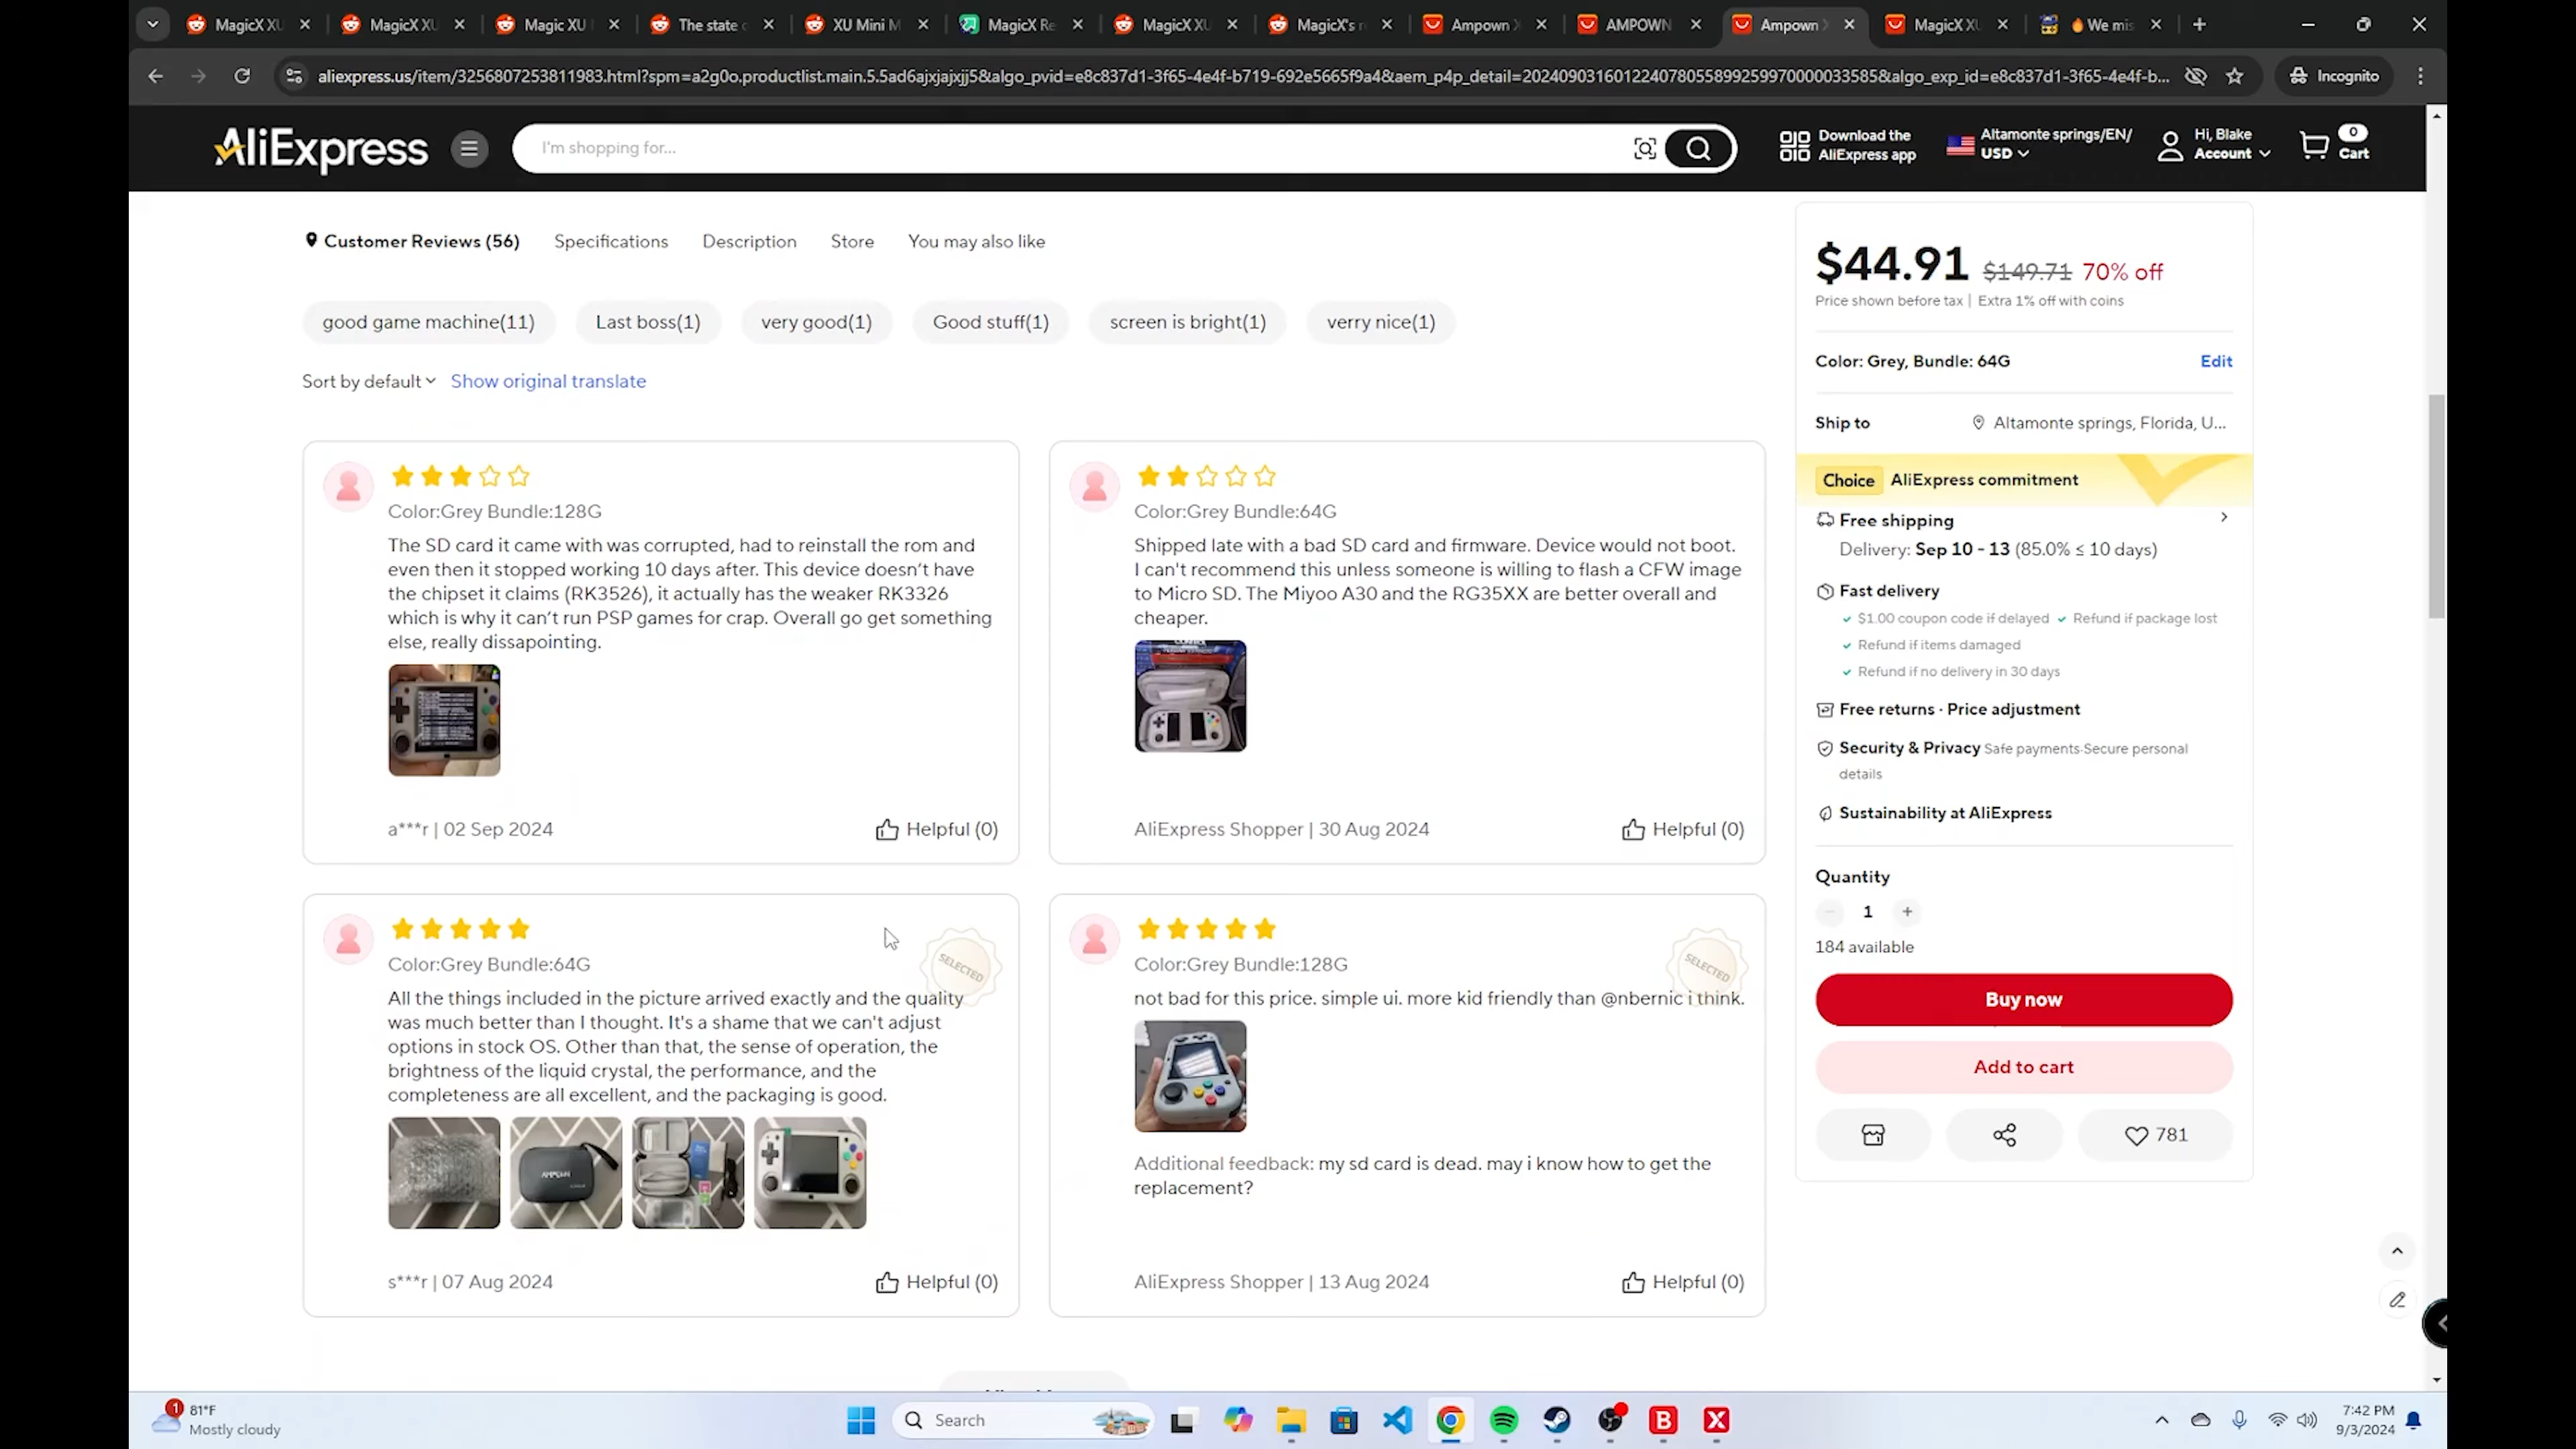 MagicX XU
MagicX XU
Magic XU
The state o
XU Mini M
MagicX Re
MagicX XU
MagicX's r
Ampown X
AMPOWN
Ampown X
MagicX XU
We mis
aliexpress.us/item/3256807253811983.html?spm=a2g0o.productlist.main.5.5ad6ajxjajxjj5&algo_pvid=e8c837d1-3f65-4e4f-b719-692e5665f9a4&aem_p4p_detail=202409031601224078055899259970000033585&algo_exp_id=e8c837d1-3f65-4e4f-b...
Incognito
AliExpress
I'm shopping for...
Download the
AliExpress app
Altamonte springs/EN/
USD
Hi, Blake
Account
0
Cart
Customer Reviews (56)
Specifications
Description
Store
You may also like
good game machine(11)
Last boss(1)
very good(1)
Good stuff(1)
screen is bright(1)
verry nice(1)
Sort by default
Show original translate
Color:Grey Bundle:128G
The SD card it came with was corrupted, had to reinstall the rom and
even then it stopped working 10 days after. This device doesn't have
the chipset it claims (RK3526), it actually has the weaker RK3326
which is why it can't run PSP games for crap. Overall go get something
else, really dissapointing.
a***r | 02 Sep 2024
Helpful (0)
Color:Grey Bundle:64G
Shipped late with a bad SD card and firmware. Device would not boot.
I can't recommend this unless someone is willing to flash a CFW image
to Micro SD. The Miyoo A30 and the RG35XX are better overall and
cheaper.
AliExpress Shopper | 30 Aug 2024
Helpful (0)
Color:Grey Bundle:64G
SELECTED
All the things included in the picture arrived exactly and the quality
was much better than I thought. It's a shame that we can't adjust
options in stock OS. Other than that, the sense of operation, the
brightness of the liquid crystal, the performance, and the
completeness are all excellent, and the packaging is good.
AMPOWN
s***r | 07 Aug 2024
Helpful (0)
Color:Grey Bundle:128G
SELECTED
not bad for this price. simple ui. more kid friendly than @nbernic i think.
Additional feedback: my sd card is dead. may i know how to get the
replacement?
AliExpress Shopper | 13 Aug 2024
Helpful (0)
$44.91 $149.71 70% off
Price shown before tax | Extra 1% off with coins
Color: Grey, Bundle: 64G
Edit
Ship to
Altamonte springs, Florida, U...
Choice AliExpress commitment
Free shipping
Delivery: Sep 10 - 13 (85.0% ≤ 10 days)
Fast delivery
$1.00 coupon code if delayed
Refund if package lost
Refund if items damaged
Refund if no delivery in 30 days
Free returns · Price adjustment
Security & Privacy Safe payments·Secure personal
details
Sustainability at AliExpress
Quantity
1
184 available
Buy now
Add to cart
781
1
81°F
Mostly cloudy
Search
7:42 PM
9/3/2024